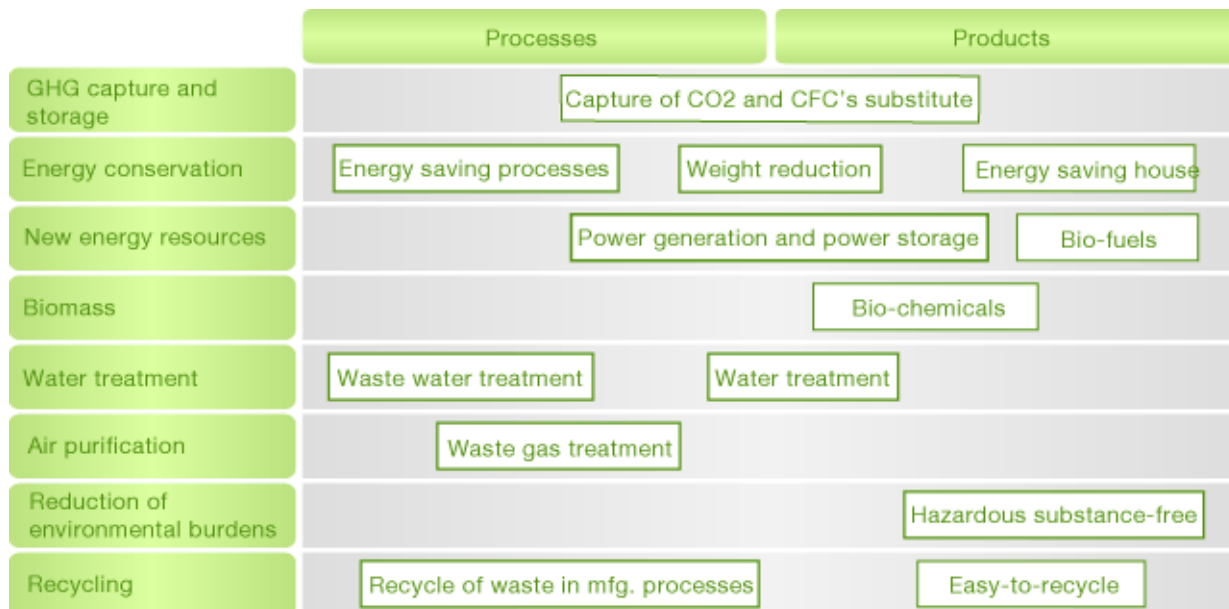 Processes
Products
GHG capture and
storage
Capture of CO2 and CFC's substitute
Energy conservation
Energy saving processes
Weight reduction
Energy saving house
New energy resources
Power generation and power storage
Bio-fuels
Biomass
Bio-chemicals
Water treatment
Waste water treatment
Water treatment
Air purification
Waste gas treatment
Reduction of
environmental burdens
Hazardous substance-free
Recycling
Recycle of waste in mfg. processes
Easy-to-recycle